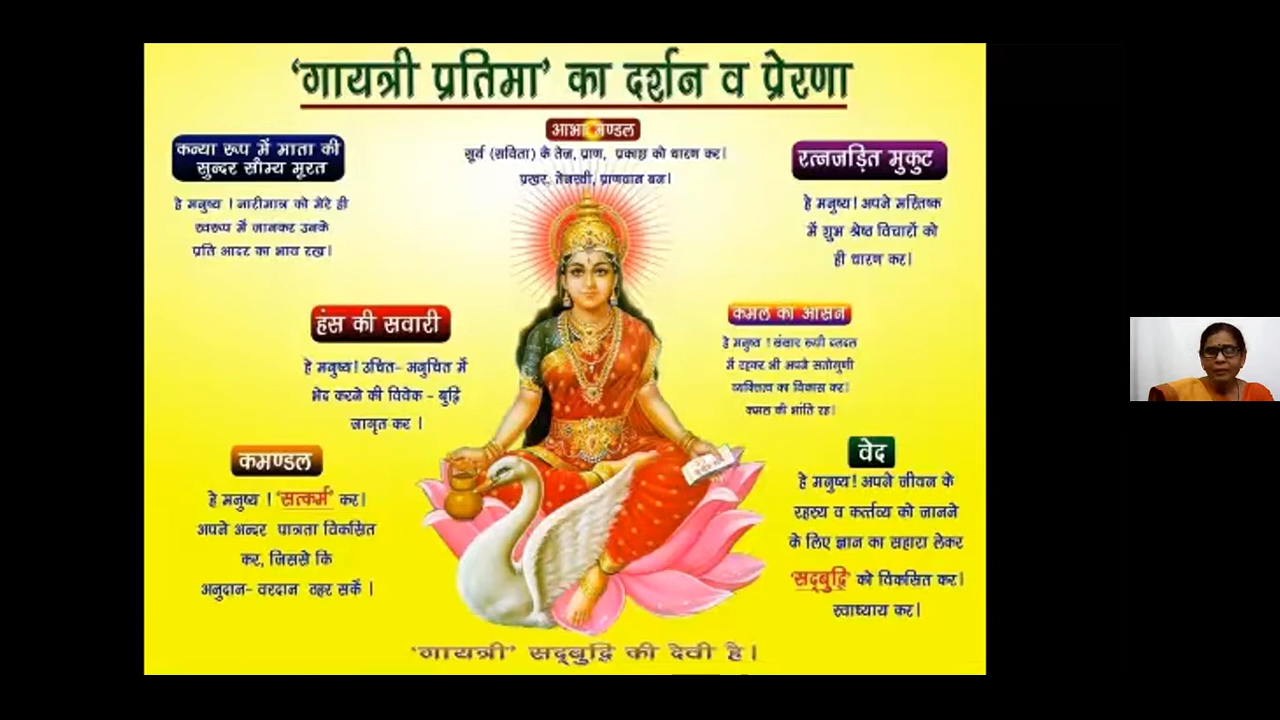 ‘गायत्री प्रतिमा’ का दर्शन व प्रेरणा
आभामण्डल
सूर्य (सविता) के तेज, प्राण, प्रकाश को धारण कर।
प्रखर, तेजस्वी, प्राणवान बन।
कन्या रूप में माता की
सुन्दर सौम्य मूरत
हे मनुष्य ! नारीमात्र को मेरे ही
स्वरूप में जानकर उनके
प्रति आदर का भाव रख।
रत्नजड़ित मुकुट
हे मनुष्य! अपने मस्तिष्क
में शुभ श्रेष्ठ विचारों को
ही धारण कर।
हंस की सवारी
हे मनुष्य! उचित- अनुचित में
भेद करने की विवेक - बुद्धि
जागृत कर ।
कमल का आसन
हे मनुष्य ! संसार रूपी दलदल
में रहकर भी अपने सतोगुणी
व्यक्तित्व का विकास कर।
कमल की भांति रह।
कमण्डल
हे मनुष्य ! ‘सत्कर्म’ कर।
अपने अन्दर पात्रता विकसित
कर, जिससे कि
अनुदान- वरदान ठहर सकें ।
वेद
हे मनुष्य! अपने जीवन के
रहस्य व कर्त्तव्य को जानने
के लिए ज्ञान का सहारा लेकर
‘सद्बुद्धि’ को विकसित कर।
स्वाध्याय कर।
‘गायत्री’ सद्बुद्धि की देवी है।